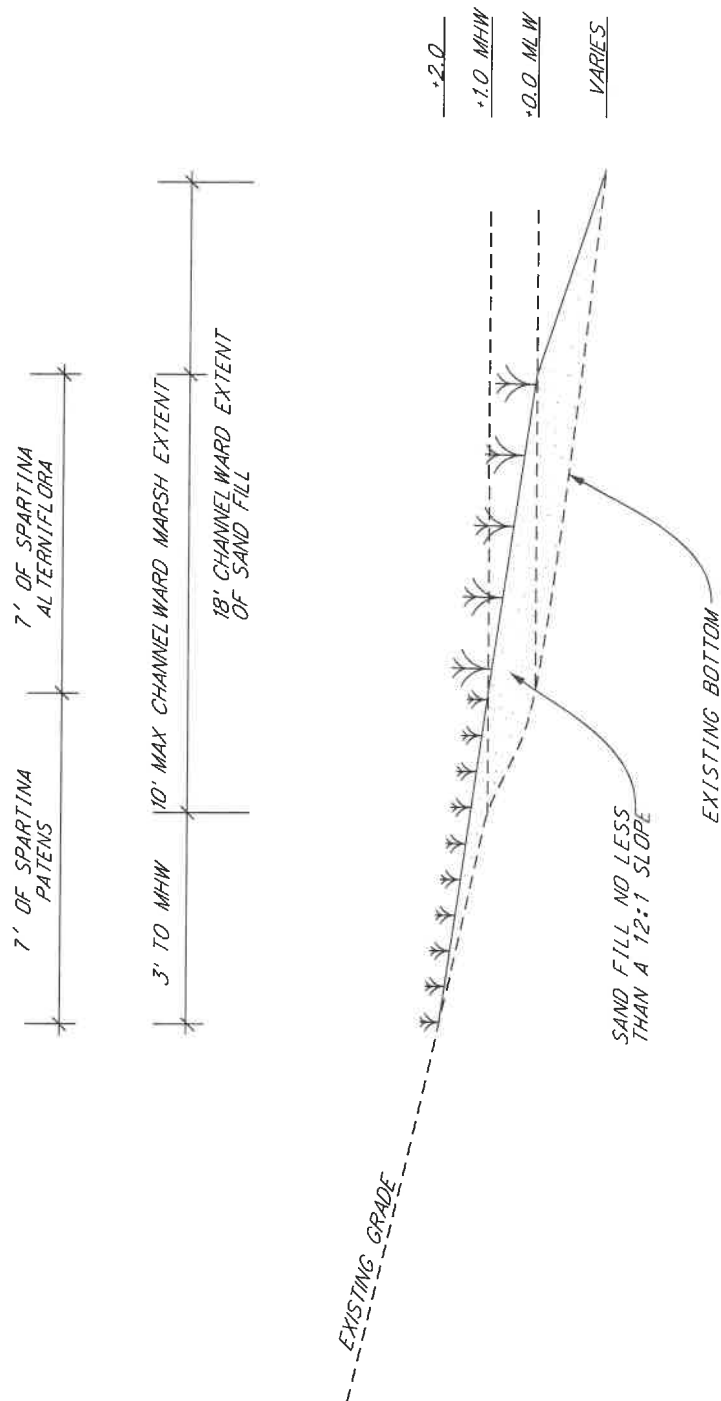 7' OF SPARTINA
PATENS
7' OF SPARTINA
ALTERNIFLORA
3' TO MHW
10' MAX CHANNELWARD MARSH EXTENT
18' CHANNELWARD EXTENT
OF SAND FILL
+2.0
+1.0 MHW
+0.0 MLW
VARIES
EXISTING GRADE
SAND FILL NO LESS
THAN A 12:1 SLOPE
EXISTING BOTTOM